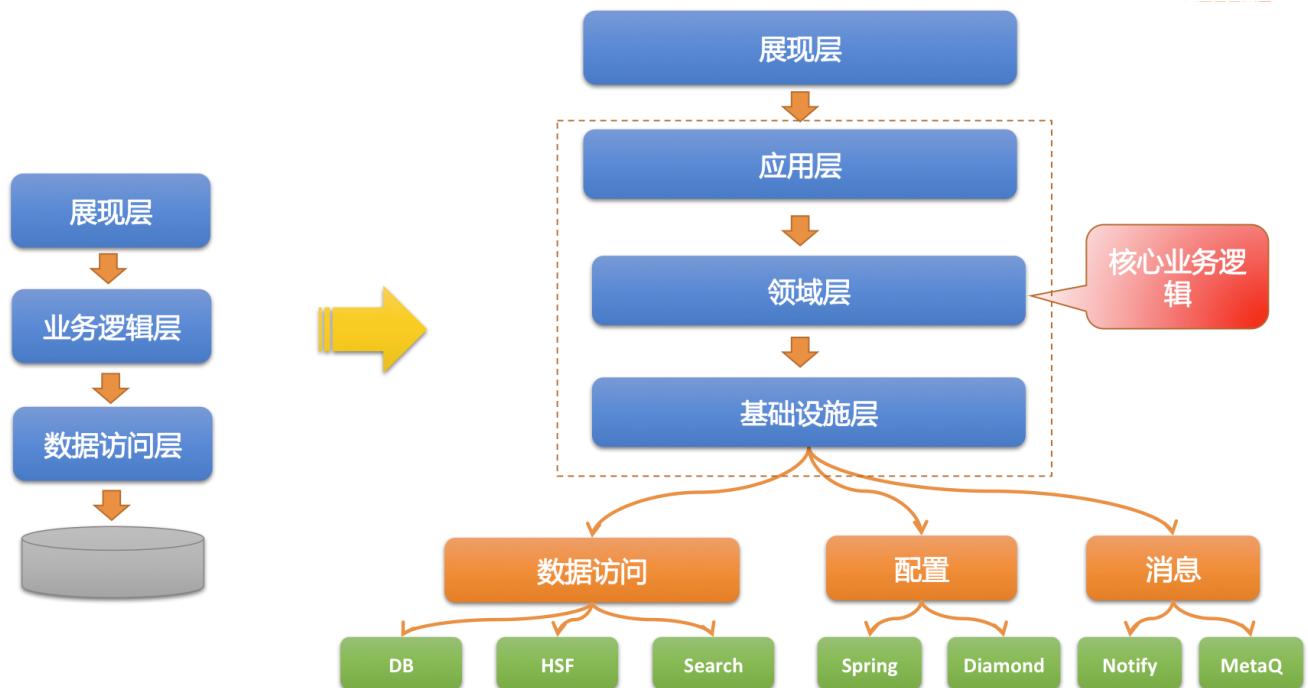 展现层
业务逻辑层
数据访问层
展现层
应用层
领域层
基础设施层
核心业务逻
辑
数据访问
配置
消息
DB
HSF
Search
Spring
Diamond
Notify
MetaQ